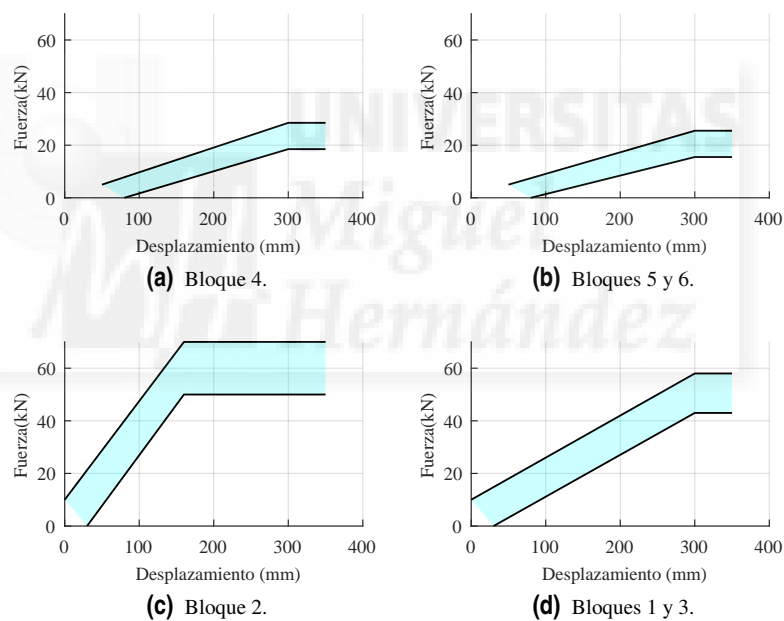 60
40
20
0
Fuerza(kN)
0 100 200 300 400
Desplazamiento (mm)
(a) Bloque 4.
60
40
20
0
Fuerza(kN)
0 100 200 300 400
Desplazamiento (mm)
(b) Bloques 5 y 6.
UNIVERSITAS
Miguel
Hernández
60
40
20
0
Fuerza(kN)
0 100 200 300 400
Desplazamiento (mm)
(c) Bloque 2.
60
40
20
0
Fuerza(kN)
0 100 200 300 400
Desplazamiento (mm)
(d) Bloques 1 y 3.